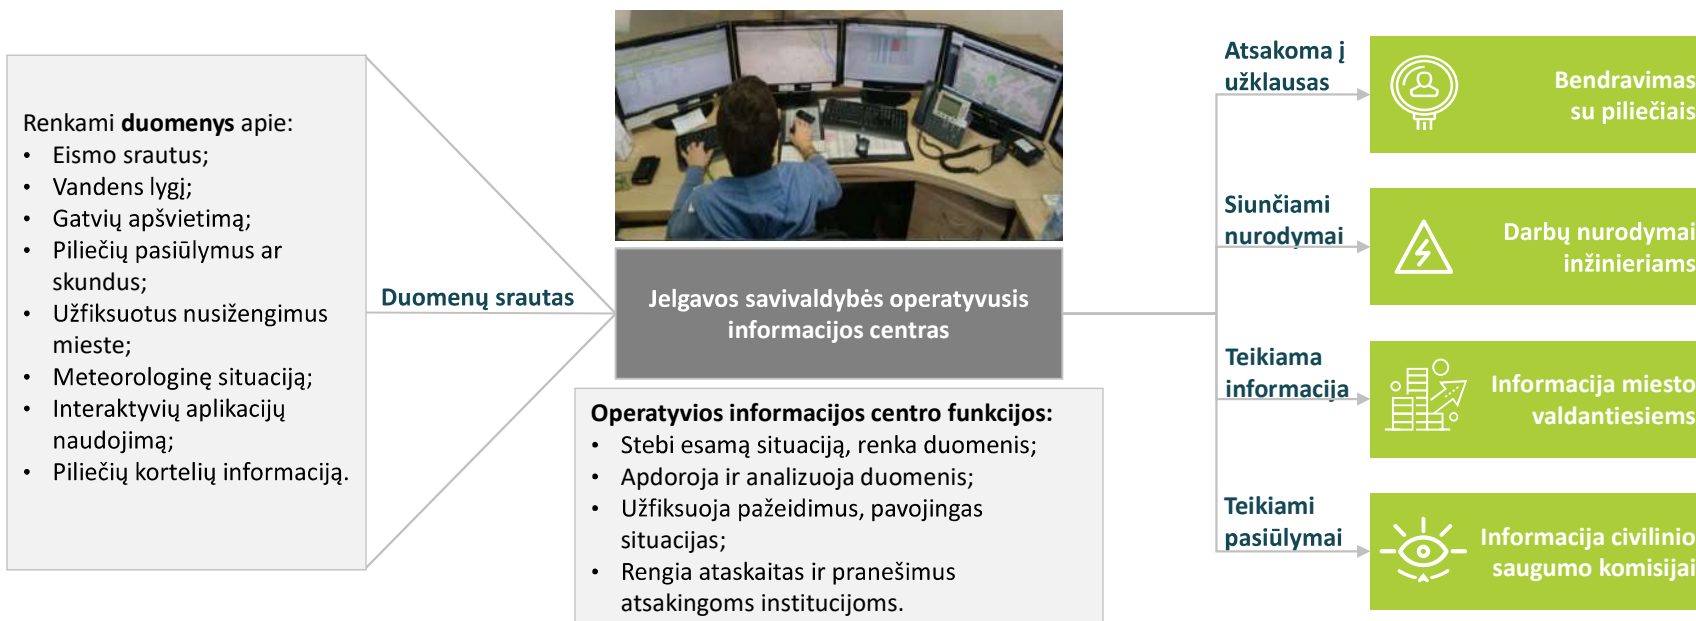 Renkami duomenys apie:
• Eismo srautus;
• Vandens lygį;
• Gatvių apšvietimą;
• Piliečių pasiūlymus ar
skundus;
• Užfiksuotus nusižengimus
mieste;
• Meteorologinę situaciją;
• Interaktyvių aplikacijų
naudojimą;
• Piliečių kortelių informaciją.
Duomenų srautas
Jelgavos savivaldybės operatyvusis
informacijos centras
Operatyvios informacijos centro funkcijos:
• Stebi esamą situaciją, renka duomenis;
• Apdoroja ir analizuoja duomenis;
• Užfiksuoja pažeidimus, pavojingas
situacijas;
• Rengia ataskaitas ir pranešimus
atsakingoms institucijoms.
Atsakoma į
užklausas
Bendravimas
su piliečiais
Siunčiami
nurodymai
Darbų nurodymai
inžinieriams
Teikiama
informacija
Informacija miesto
valdantiesiems
Teikiami
pasiūlymai
Informacija civilinio
saugumo komisijai